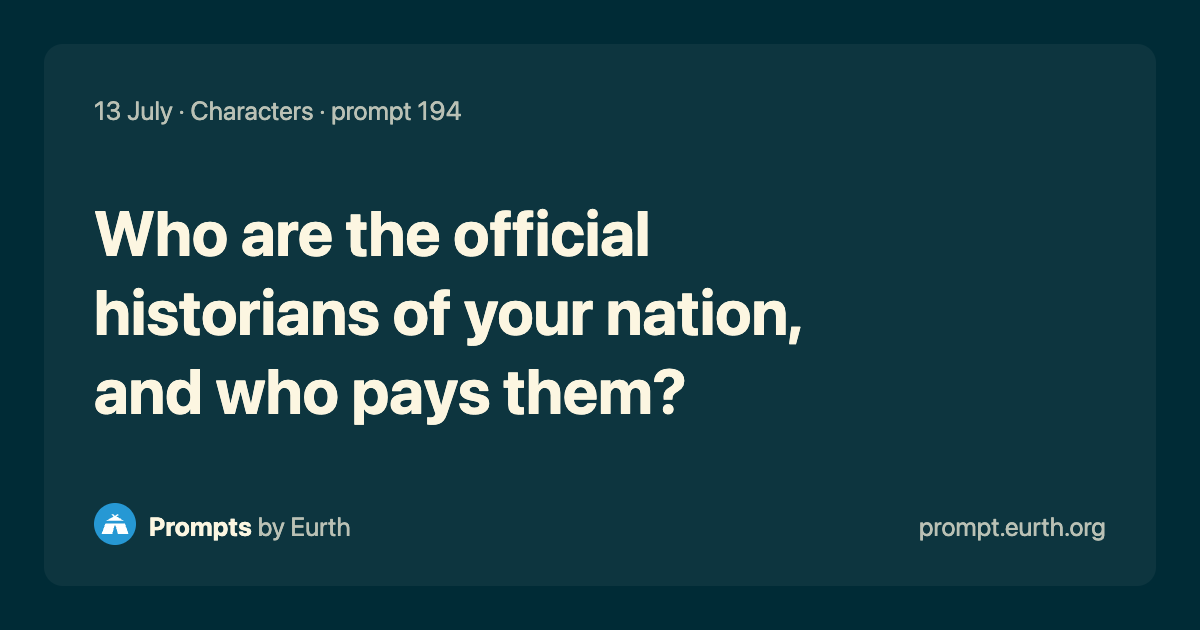 13 July · Characters · prompt 194
Who are the official
historians of your nation,
and who pays them?
Prompts by Eurth
prompt.eurth.org